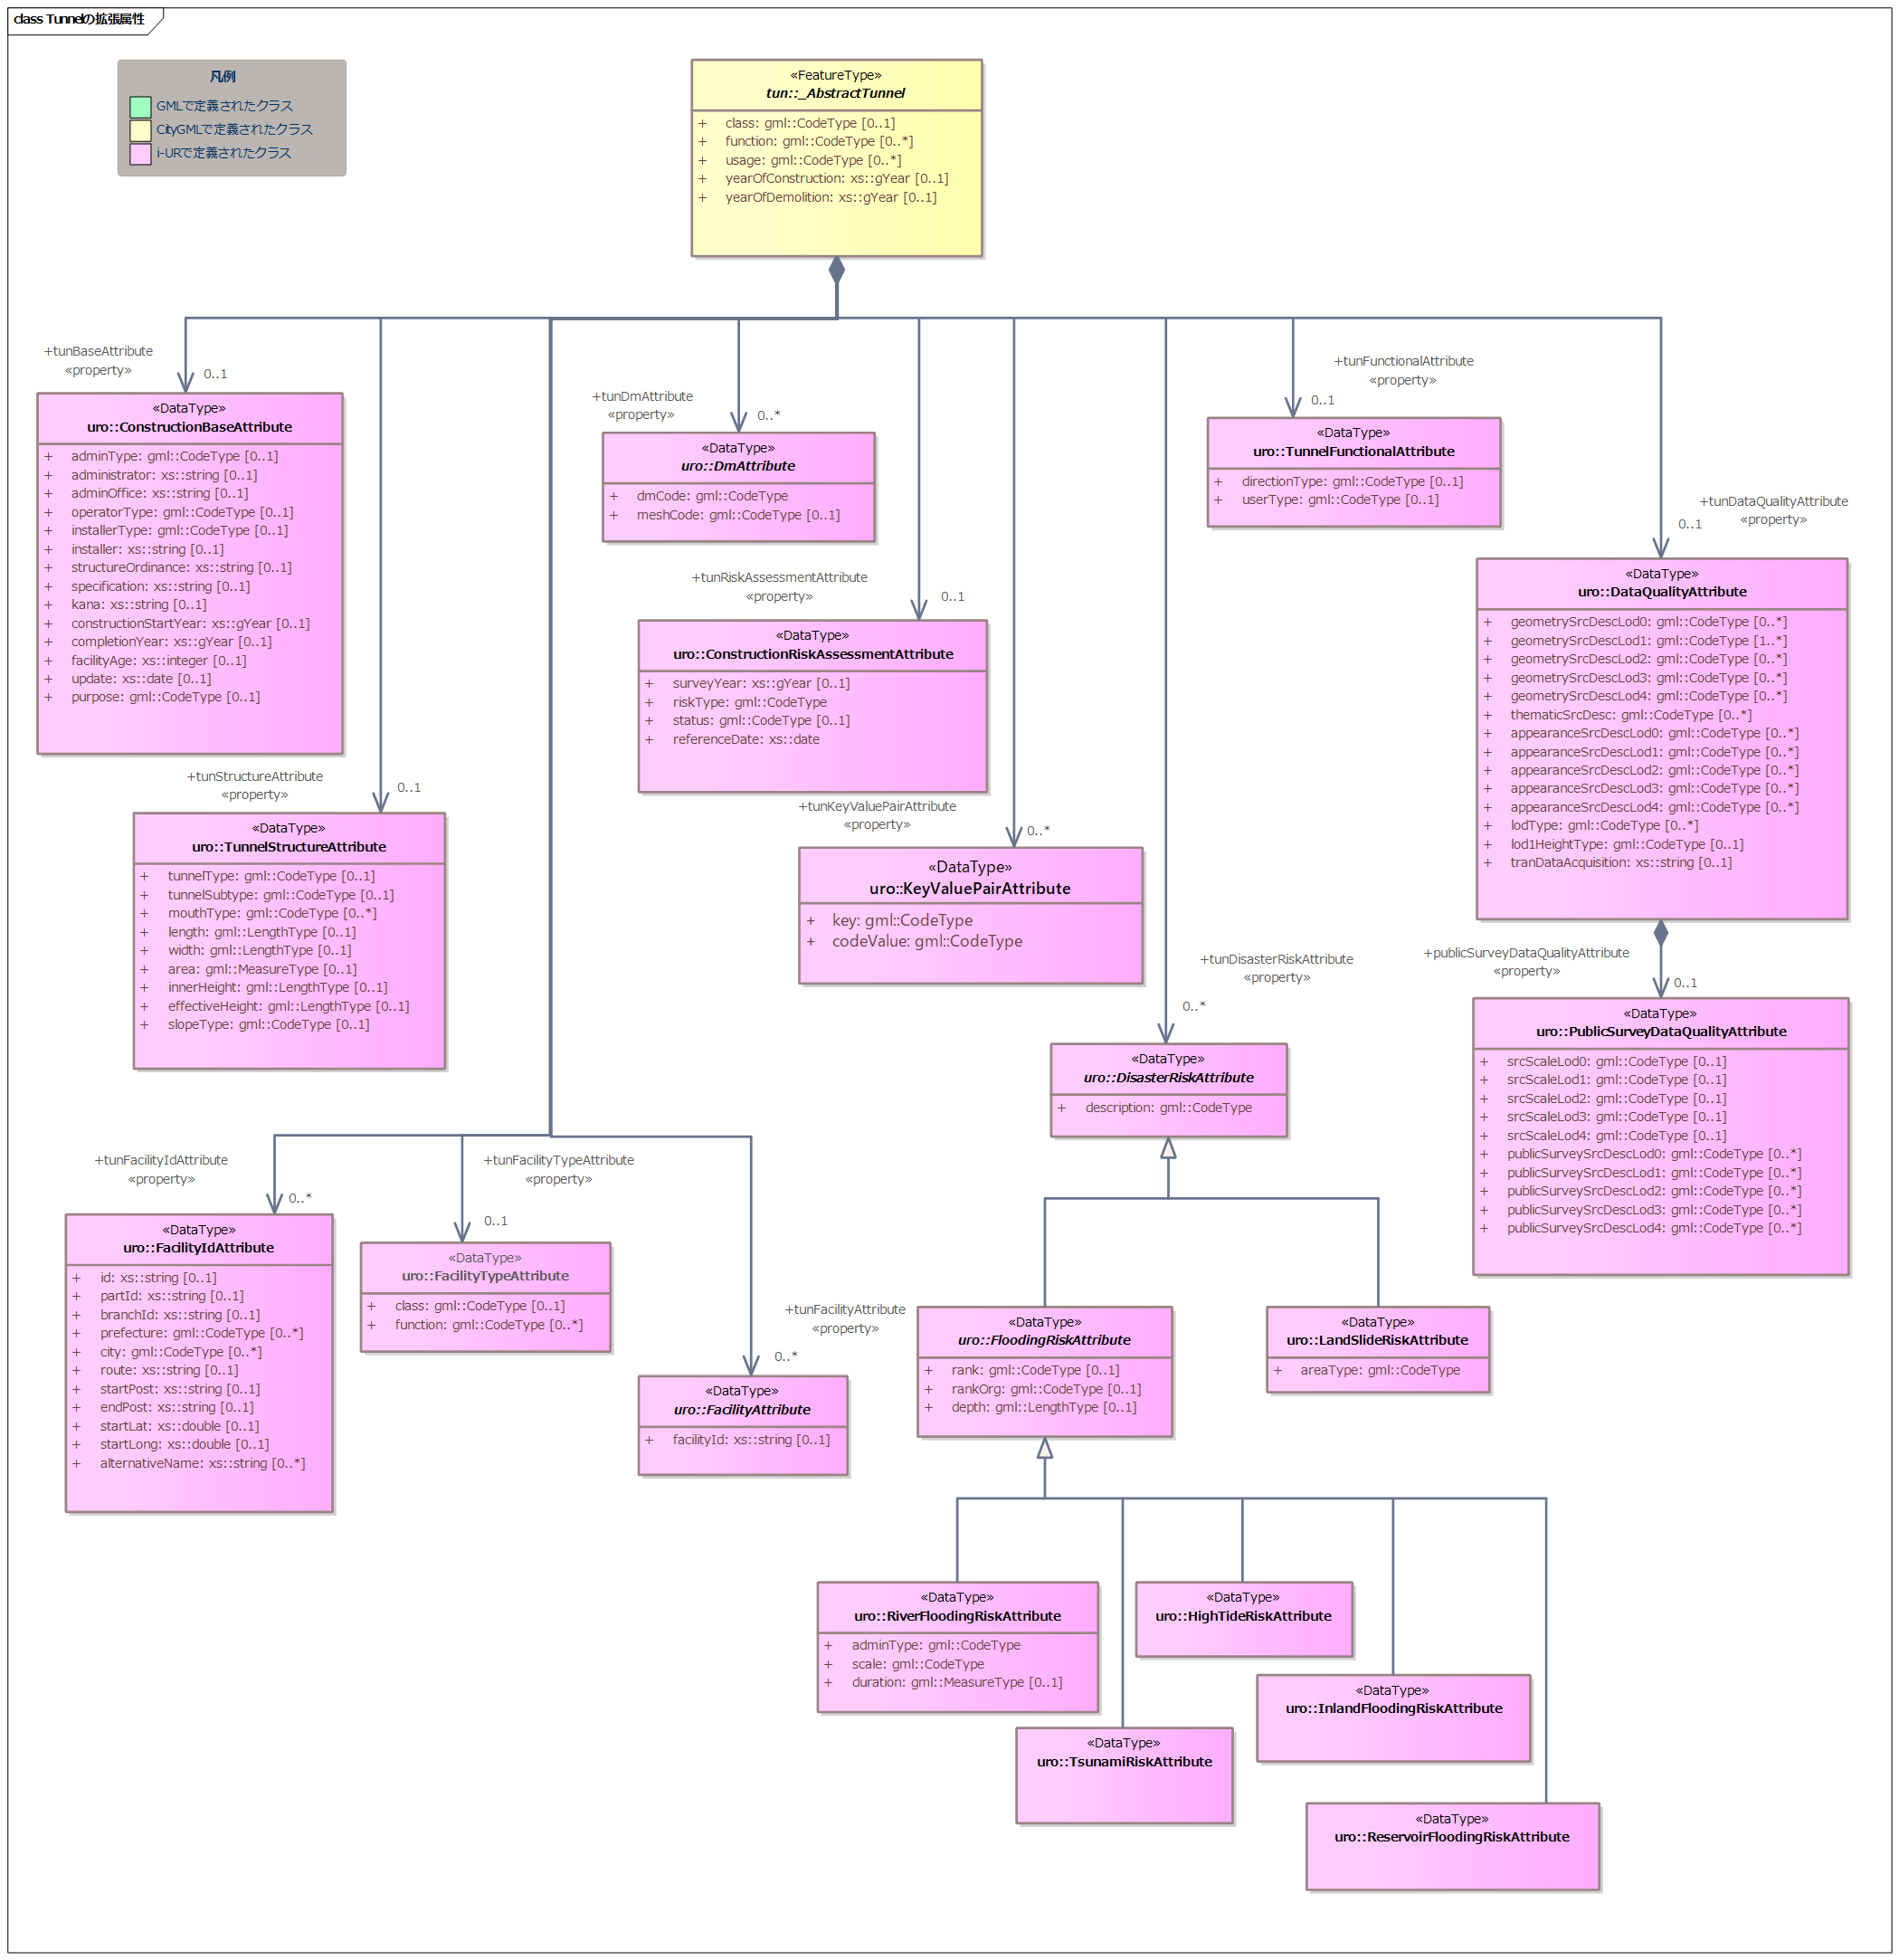 class Tunnelの拡張属性
凡例
GMLで定義されたクラス
CityGMLで定義されたクラス
i-URで定義されたクラス
«FeatureType»
tun::_AbstractTunnel
+ class: gml::CodeType [0..1]
+ function: gml::CodeType [0..*]
+ usage: gml::CodeType [0..*]
+ yearOfConstruction: xs::gYear [0..1]
+ yearOfDemolition: xs::gYear [0..1]
+tunBaseAttribute
«property»
0..1
«DataType»
uro::ConstructionBaseAttribute
+ adminType: gml::CodeType [0..1]
+ administrator: xs::string [0..1]
+ adminOffice: xs::string [0..1]
+ operatorType: gml::CodeType [0..1]
+ installerType: gml::CodeType [0..1]
+ installer: xs::string [0..1]
+ structureOrdinance: xs::string [0..1]
+ specification: xs::string [0..1]
+ kana: xs::string [0..1]
+ constructionStartYear: xs::gYear [0..1]
+ completionYear: xs::gYear [0..1]
+ facilityAge: xs::integer [0..1]
+ update: xs::date [0..1]
+ purpose: gml::CodeType [0..1]
+tunDmAttribute
«property»
0..*
«DataType»
uro::DmAttribute
+ dmCode: gml::CodeType
+ meshCode: gml::CodeType [0..1]
+tunFunctionalAttribute
«property»
0..1
«DataType»
uro::TunnelFunctionalAttribute
+ directionType: gml::CodeType [0..1]
+ userType: gml::CodeType [0..1]
+tunDataQualityAttribute
«property»
0..1
«DataType»
uro::DataQualityAttribute
+ geometrySrcDescLod0: gml::CodeType [0..*]
+ geometrySrcDescLod1: gml::CodeType [1..*]
+ geometrySrcDescLod2: gml::CodeType [0..*]
+ geometrySrcDescLod3: gml::CodeType [0..*]
+ geometrySrcDescLod4: gml::CodeType [0..*]
+ thematicSrcDesc: gml::CodeType [0..*]
+ appearanceSrcDescLod0: gml::CodeType [0..*]
+ appearanceSrcDescLod1: gml::CodeType [0..*]
+ appearanceSrcDescLod2: gml::CodeType [0..*]
+ appearanceSrcDescLod3: gml::CodeType [0..*]
+ appearanceSrcDescLod4: gml::CodeType [0..*]
+ lodType: gml::CodeType [0..*]
+ lod1HeightType: gml::CodeType [0..1]
+ tranDataAcquisition: xs::string [0..1]
+tunRiskAssessmentAttribute
«property»
0..1
«DataType»
uro::ConstructionRiskAssessmentAttribute
+ surveyYear: xs::gYear [0..1]
+ riskType: gml::CodeType
+ status: gml::CodeType [0..1]
+ referenceDate: xs::date
+tunStructureAttribute
«property»
0..1
«DataType»
uro::TunnelStructureAttribute
+ tunnelType: gml::CodeType [0..1]
+ tunnelSubtype: gml::CodeType [0..1]
+ mouthType: gml::CodeType [0..*]
+ length: gml::LengthType [0..1]
+ width: gml::LengthType [0..1]
+ area: gml::MeasureType [0..1]
+ innerHeight: gml::LengthType [0..1]
+ effectiveHeight: gml::LengthType [0..1]
+ slopeType: gml::CodeType [0..1]
+tunKeyValuePairAttribute
«property»
0..*
«DataType»
uro::KeyValuePairAttribute
+ key: gml::CodeType
+ codeValue: gml::CodeType
+publicSurveyDataQualityAttribute
«property»
0..1
«DataType»
uro::PublicSurveyDataQualityAttribute
+ srcScaleLod0: gml::CodeType [0..1]
+ srcScaleLod1: gml::CodeType [0..1]
+ srcScaleLod2: gml::CodeType [0..1]
+ srcScaleLod3: gml::CodeType [0..1]
+ srcScaleLod4: gml::CodeType [0..1]
+ publicSurveySrcDescLod0: gml::CodeType [0..*]
+ publicSurveySrcDescLod1: gml::CodeType [0..*]
+ publicSurveySrcDescLod2: gml::CodeType [0..*]
+ publicSurveySrcDescLod3: gml::CodeType [0..*]
+ publicSurveySrcDescLod4: gml::CodeType [0..*]
+tunDisasterRiskAttribute
«property»
0..*
«DataType»
uro::DisasterRiskAttribute
+ description: gml::CodeType
+tunFacilityIdAttribute
«property»
0..*
«DataType»
uro::FacilityIdAttribute
+ id: xs::string [0..1]
+ partId: xs::string [0..1]
+ branchId: xs::string [0..1]
+ prefecture: gml::CodeType [0..*]
+ city: gml::CodeType [0..*]
+ route: xs::string [0..1]
+ startPost: xs::string [0..1]
+ endPost: xs::string [0..1]
+ startLat: xs::double [0..1]
+ startLong: xs::double [0..1]
+ alternativeName: xs::string [0..*]
+tunFacilityTypeAttribute
«property»
0..1
«DataType»
uro::FacilityTypeAttribute
+ class: gml::CodeType [0..1]
+ function: gml::CodeType [0..*]
+tunFacilityAttribute
«property»
0..*
«DataType»
uro::FacilityAttribute
+ facilityId: xs::string [0..1]
«DataType»
uro::FloodingRiskAttribute
+ rank: gml::CodeType [0..1]
+ rankOrg: gml::CodeType [0..1]
+ depth: gml::LengthType [0..1]
«DataType»
uro::LandSlideRiskAttribute
+ areaType: gml::CodeType
«DataType»
uro::RiverFloodingRiskAttribute
+ adminType: gml::CodeType
+ scale: gml::CodeType
+ duration: gml::MeasureType [0..1]
«DataType»
uro::HighTideRiskAttribute
«DataType»
uro::InlandFloodingRiskAttribute
«DataType»
uro::TsunamiRiskAttribute
«DataType»
uro::ReservoirFloodingRiskAttribute